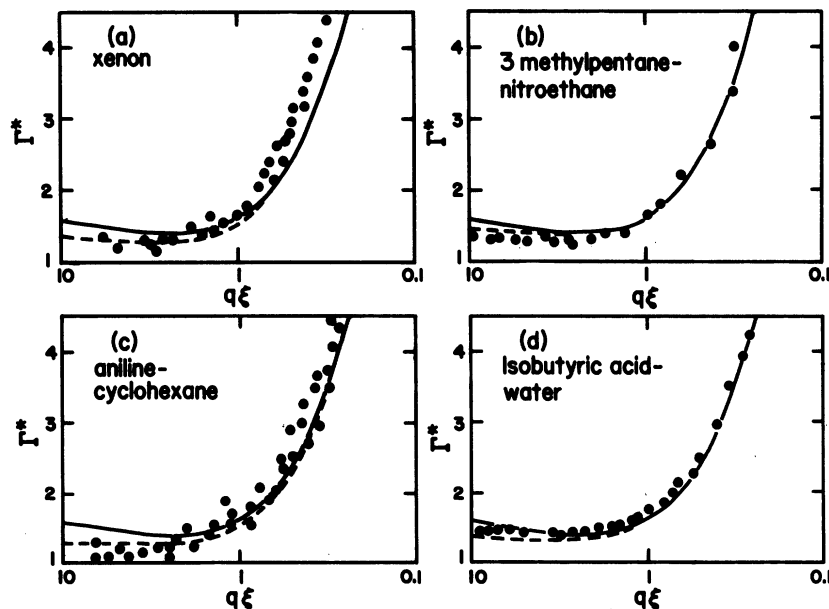 4
3
2
1
Γ*
(a)
xenon
10
1
0.1
qξ
4
3
2
1
Γ*
(b)
3 methylpentane-
nitroethane
10
1
0.1
qξ
4
3
2
1
Γ*
(c)
aniline-
cyclohexane
10
1
0.1
qξ
4
3
2
1
Γ*
(d)
Isobutyric acid-
water
10
1
0.1
qξ